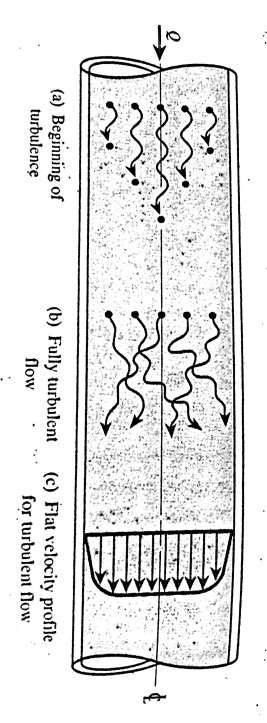 Q
(a) Beginning of
turbulence
(b) Fully turbulent
flow
(c) Flat velocity profile
for turbulent flow
℄